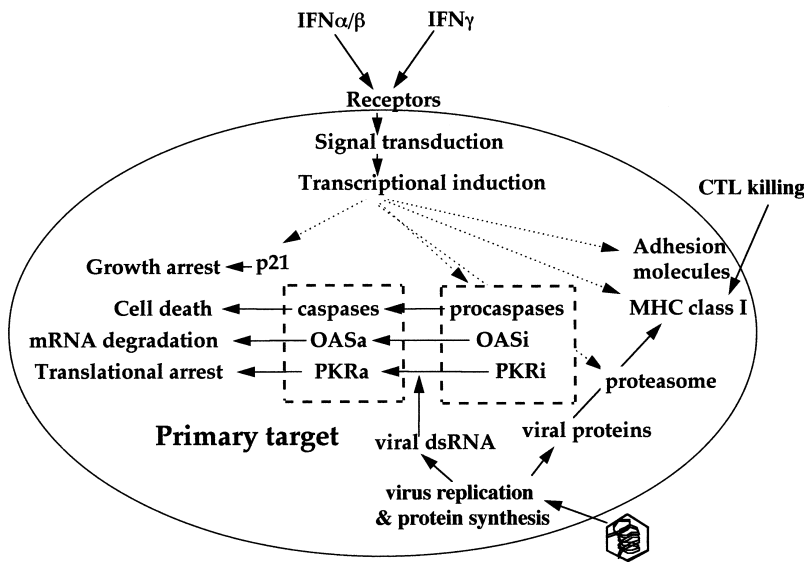 IFNα/β IFNγ
Receptors
Signal transduction
Transcriptional induction
CTL killing
Adhesion
molecules
Growth arrest p21
MHC class I
Cell death caspases procaspases
mRNA degradation OASa OASi
Translational arrest PKRa PKRi
proteasome
Primary target viral dsRNA viral proteins
virus replication
& protein synthesis